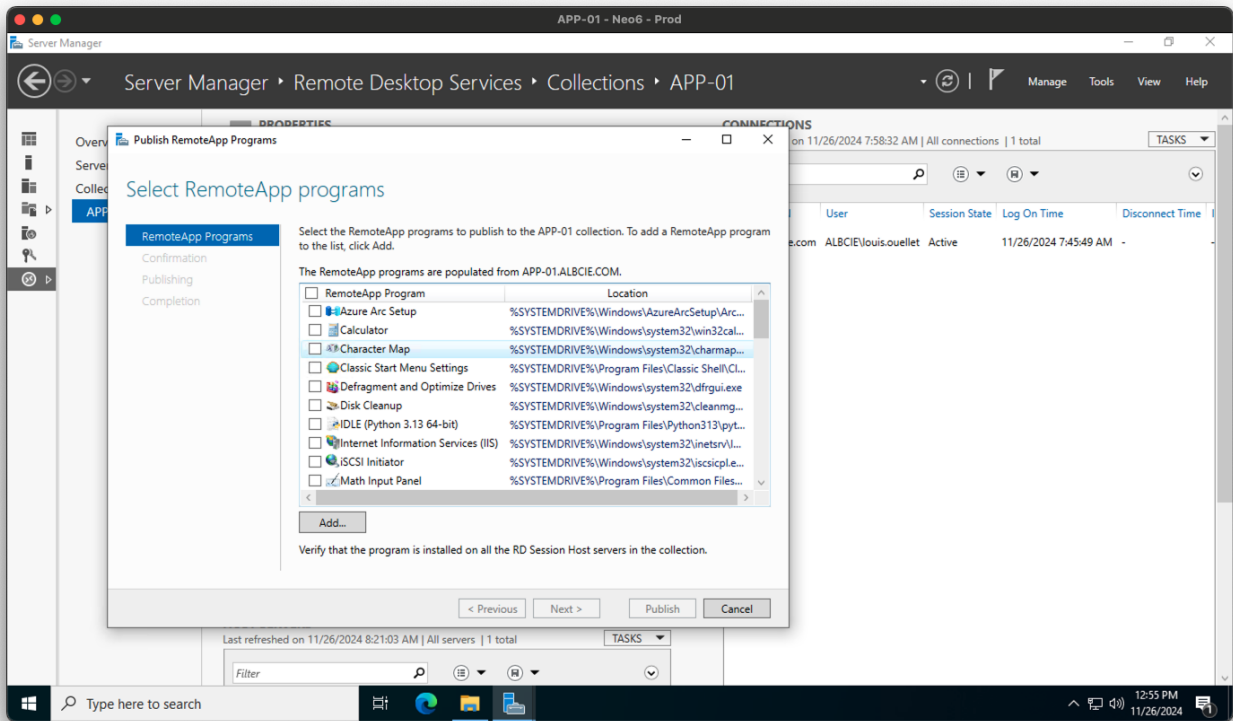 APP-01 - Neo6 - Prod
Server Manager
Server Manager ‣ Remote Desktop Services ‣ Collections ‣ APP-01
Manage Tools View Help
PROPERTIES
CONNECTIONS
on 11/26/2024 7:58:32 AM | All connections | 1 total
TASKS
Overv
Server
Collec
APP
User Session State Log On Time Disconnect Time
e.com ALBCIE\louis.ouellet Active 11/26/2024 7:45:49 AM - -
Publish RemoteApp Programs
Select RemoteApp programs
RemoteApp Programs
Confirmation
Publishing
Completion
Select the RemoteApp programs to publish to the APP-01 collection. To add a RemoteApp program
to the list, click Add.
The RemoteApp programs are populated from APP-01.ALBCIE.COM.
RemoteApp Program Location
Azure Arc Setup %SYSTEMDRIVE%\Windows\AzureArcSetup\Arc...
Calculator %SYSTEMDRIVE%\Windows\system32\win32cal...
Character Map %SYSTEMDRIVE%\Windows\system32\charmap...
Classic Start Menu Settings %SYSTEMDRIVE%\Program Files\Classic Shell\Cl...
Defragment and Optimize Drives %SYSTEMDRIVE%\Windows\system32\dfrgui.exe
Disk Cleanup %SYSTEMDRIVE%\Windows\system32\cleanmg...
IDLE (Python 3.13 64-bit) %SYSTEMDRIVE%\Program Files\Python313\pyt...
Internet Information Services (IIS) %SYSTEMDRIVE%\Windows\system32\inetsrv\I...
iSCSI Initiator %SYSTEMDRIVE%\Windows\system32\iscsicpl.e...
Math Input Panel %SYSTEMDRIVE%\Program Files\Common Files...
Add...
Verify that the program is installed on all the RD Session Host servers in the collection.
< Previous Next > Publish Cancel
Last refreshed on 11/26/2024 8:21:03 AM | All servers | 1 total
TASKS
Filter
Type here to search
12:55 PM
11/26/2024
1